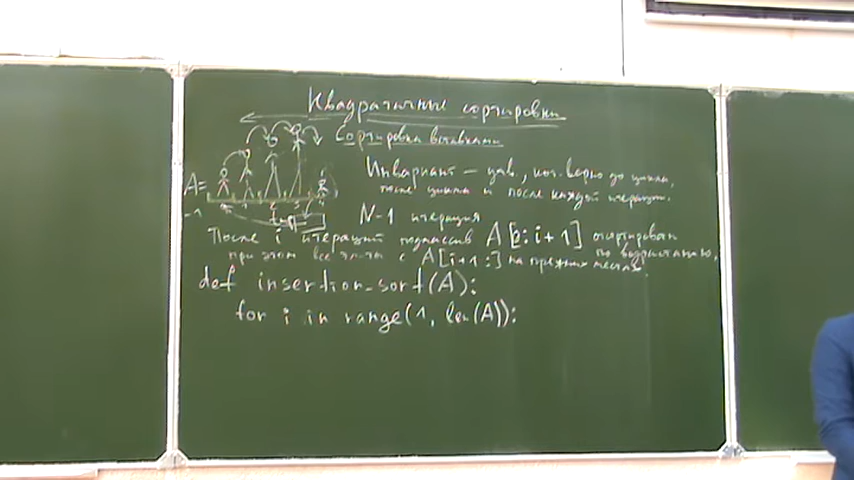 Квадратичные сортировки
Сортировка вставками
A=
Инвариант – утв., кот. верно до цикла,
после цикла и после каждой итерации.
-1
N-1 итерация
После i итераций подмассив A[0:i+1] отсортирован
по возрастанию,
при этом все эл-ты с A[i+1:] на прежних местах.
def insertion_sort(A):
for i in range(1, len(A)):